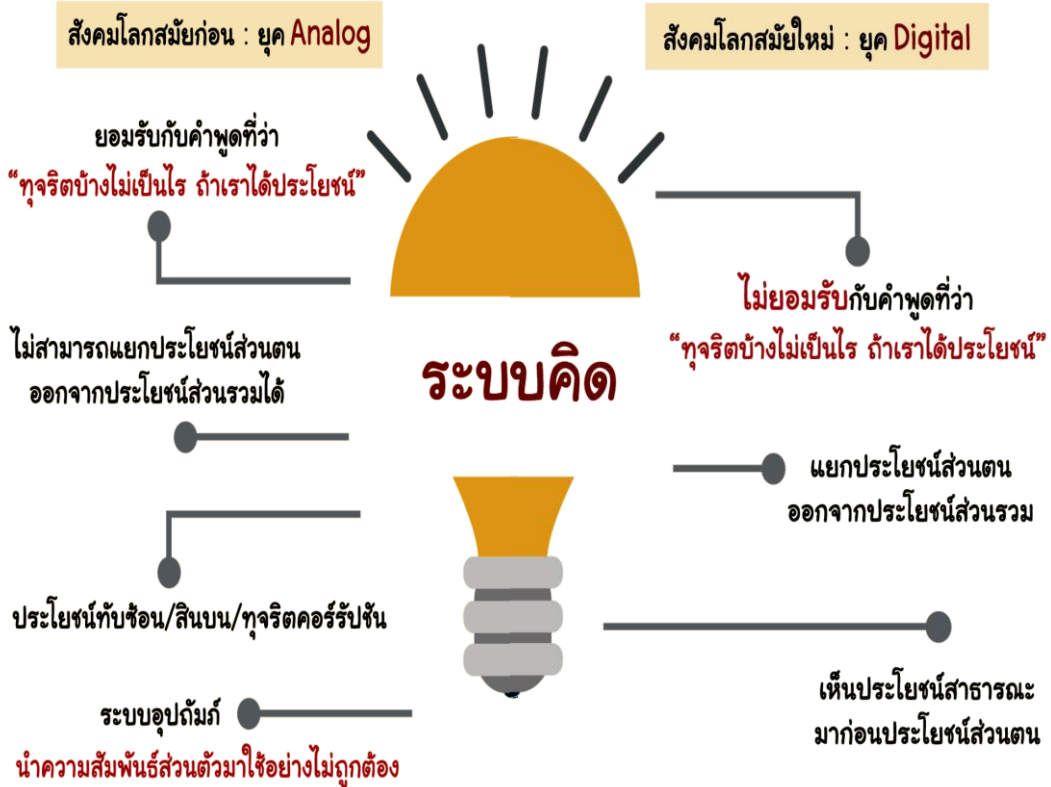 สังคมโลกสมัยก่อน : ยุค Analog
ยอมรับกับคำพูดที่ว่า
“ทุจริตบ้างไม่เป็นไร ถ้าเราได้ประโยชน์”
ไม่สามารถแยกประโยชน์ส่วนตน
ออกจากประโยชน์ส่วนรวมได้
ประโยชน์ทับซ้อน/สินบน/ทุจริตคอร์รัปชัน
ระบบอุปถัมภ์
นำความสัมพันธ์ส่วนตัวมาใช้อย่างไม่ถูกต้อง
ระบบคิด
สังคมโลกสมัยใหม่ : ยุค Digital
ไม่ยอมรับกับคำพูดที่ว่า
“ทุจริตบ้างไม่เป็นไร ถ้าเราได้ประโยชน์”
แยกประโยชน์ส่วนตน
ออกจากประโยชน์ส่วนรวม
เห็นประโยชน์สาธารณะ
มาก่อนประโยชน์ส่วนตน